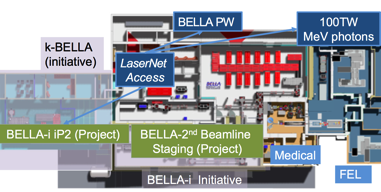 BELLA PW
100TW
MeV photons
k-BELLA
(initiative)
LaserNet
Access
BELLA
BELLA-i iP2 (Project)
BELLA-2nd Beamline
Staging (Project)
Medical
FEL
BELLA-i Initiative